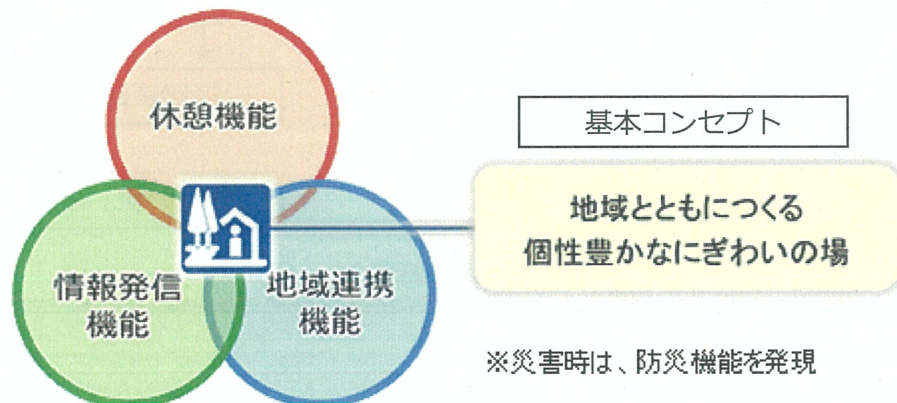 休憩機能
情報発信
機能
地域連携
機能
基本コンセプト
地域とともにつくる
個性豊かなにぎわいの場
※災害時は、防災機能を発現